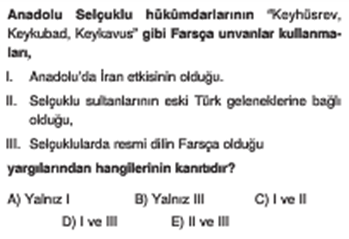 Anadolu Selçuklu hükûmdarlarının "Keyhüsrev,
Keykubad, Keykavus" gibi Farsça unvanlar kullanma-
ları,
I. Anadolu'da İran etkisinin olduğu.
II. Selçuklu sultanlarının eski Türk geleneklerine bağlı
olduğu,
III. Selçuklularda resmi dilin Farsça olduğu
yargılarından hangilerinin kanıtıdır?
A) Yalnız I B) Yalnız III C) I ve II
D) I ve III E) II ve III